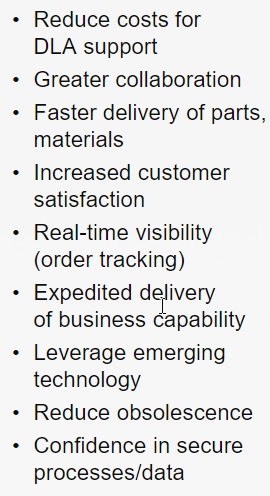 • Reduce costs for
DLA support
• Greater collaboration
• Faster delivery of parts,
materials
• Increased customer
satisfaction
• Real-time visibility
(order tracking)
• Expedited delivery
of business capability
• Leverage emerging
technology
• Reduce obsolescence
• Confidence in secure
processes/data